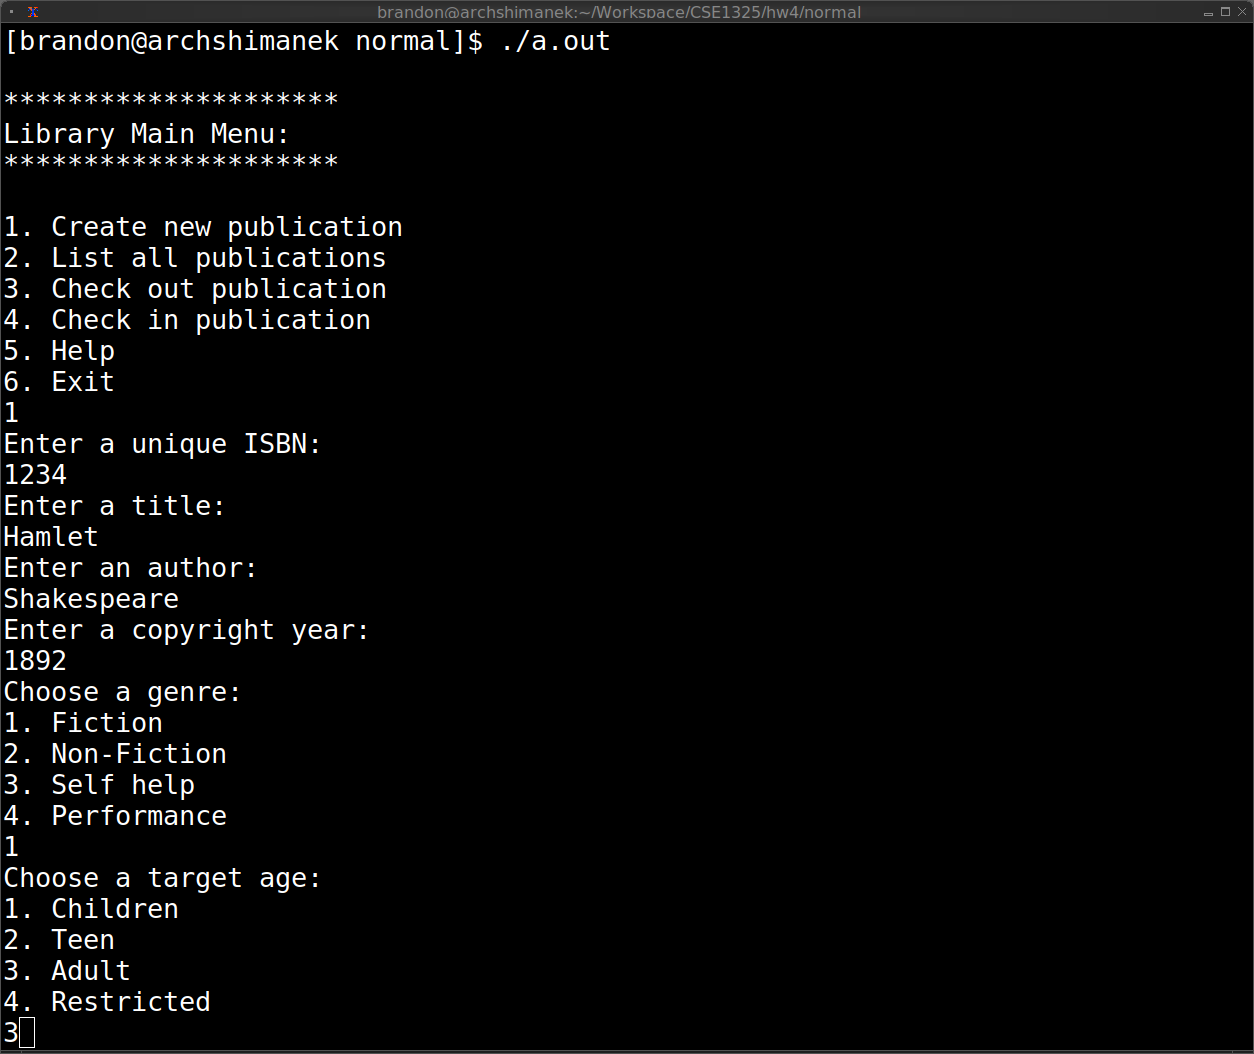 brandon@archshimanek:~/Workspace/CSE1325/hw4/normal
[brandon@archshimanek normal]$ ./a.out
*********************
Library Main Menu:
*********************
1. Create new publication
2. List all publications
3. Check out publication
4. Check in publication
5. Help
6. Exit
1
Enter a unique ISBN:
1234
Enter a title:
Hamlet
Enter an author:
Shakespeare
Enter a copyright year:
1892
Choose a genre:
1. Fiction
2. Non-Fiction
3. Self help
4. Performance
1
Choose a target age:
1. Children
2. Teen
3. Adult
4. Restricted
3